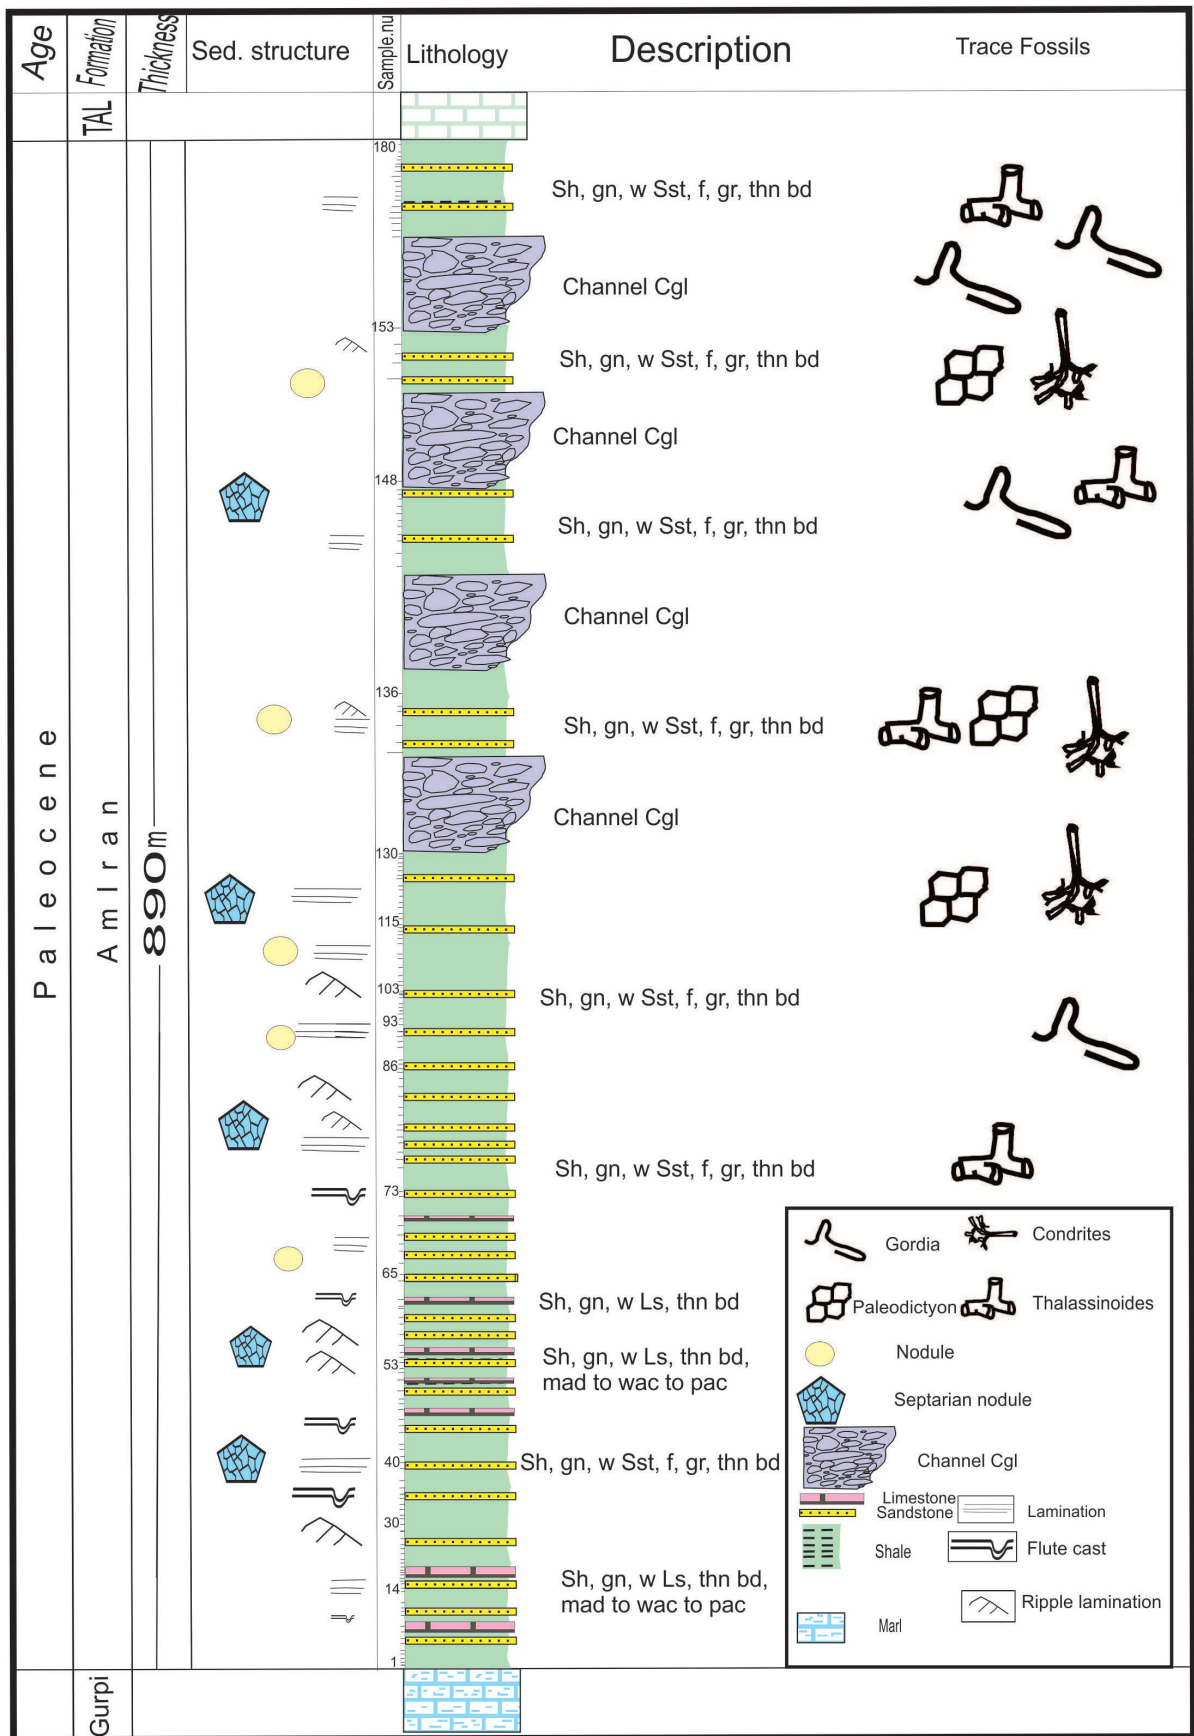 Age
Formation
Thickness
Sed. structure
Sample.nu
Lithology
Description
Trace Fossils
TAL
180
Sh, gn, w Sst, f, gr, thn bd
Channel Cgl
153
Sh, gn, w Sst, f, gr, thn bd
Channel Cgl
148
Sh, gn, w Sst, f, gr, thn bd
Channel Cgl
136
Sh, gn, w Sst, f, gr, thn bd
Channel Cgl
130
Paleocene
AmIran
890m
115
103
Sh, gn, w Sst, f, gr, thn bd
93
86
Sh, gn, w Sst, f, gr, thn bd
73
65
Sh, gn, w Ls, thn bd
53
Sh, gn, w Ls, thn bd,
mad to wac to pac
40
Sh, gn, w Sst, f, gr, thn bd
30
14
Sh, gn, w Ls, thn bd,
mad to wac to pac
1
Gurpi
Gordia
Condrites
Paleodictyon
Thalassinoides
Nodule
Septarian nodule
Channel Cgl
Limestone
Sandstone
Lamination
Shale
Flute cast
Ripple lamination
Marl